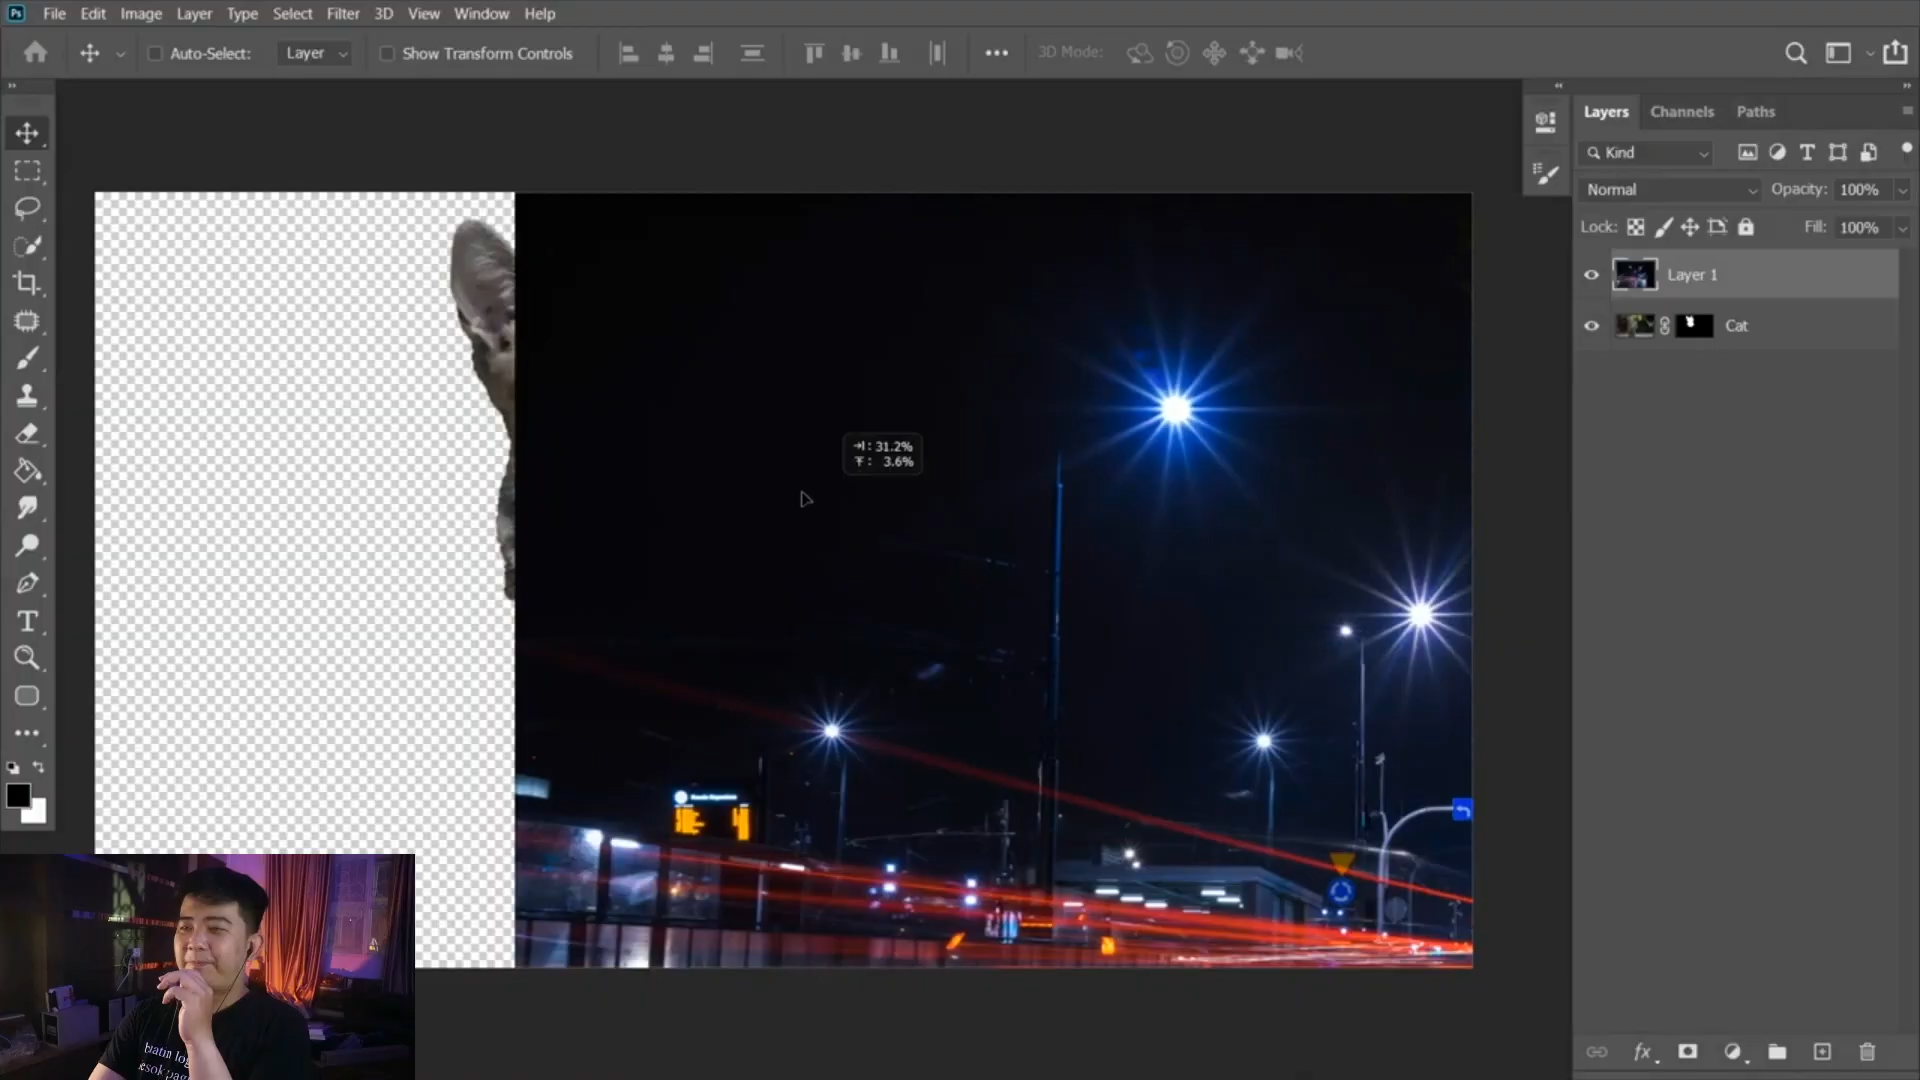 Ps File Edit Image Layer Type Select Filter 3D View Window Help
Auto-Select: Layer Show Transform Controls 3D Mode:
Layers Channels Paths
Kind
Normal Opacity: 100%
Lock: Fill: 100%
Layer 1
Cat
: 31.2%
: 3.6%
T
fx